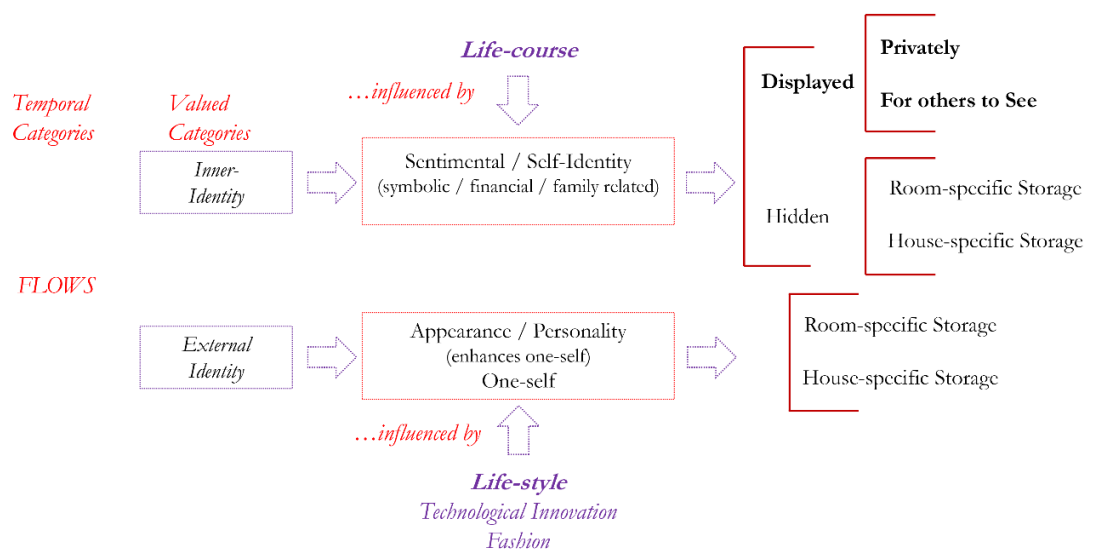 Life-course
…influenced by
Temporal
Categories
Valued
Categories
Inner-
Identity
Sentimental / Self-Identity
(symbolic / financial / family related)
Displayed
Privately
For others to See
Hidden
Room-specific Storage
House-specific Storage
FLOWS
External
Identity
Appearance / Personality
(enhances one-self)
One-self
Room-specific Storage
House-specific Storage
…influenced by
Life-style
Technological Innovation
Fashion